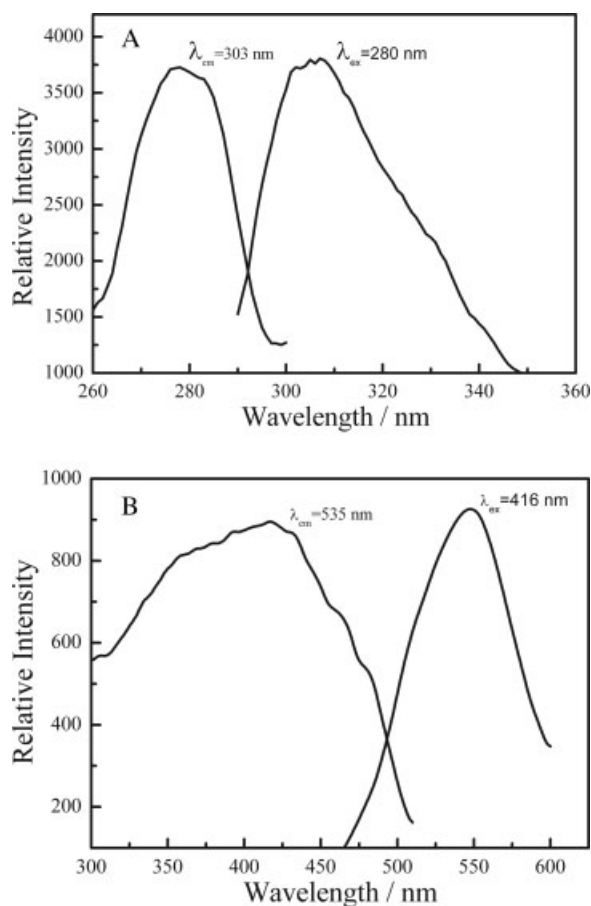 A
λem=303 nm
λex=280 nm
4000
3500
3000
2500
2000
1500
1000
Relative Intensity
260 280 300 320 340 360
Wavelength / nm
B
λem=535 nm
λex=416 nm
1000
800
600
400
200
Relative Intensity
300 350 400 450 500 550 600
Wavelength / nm